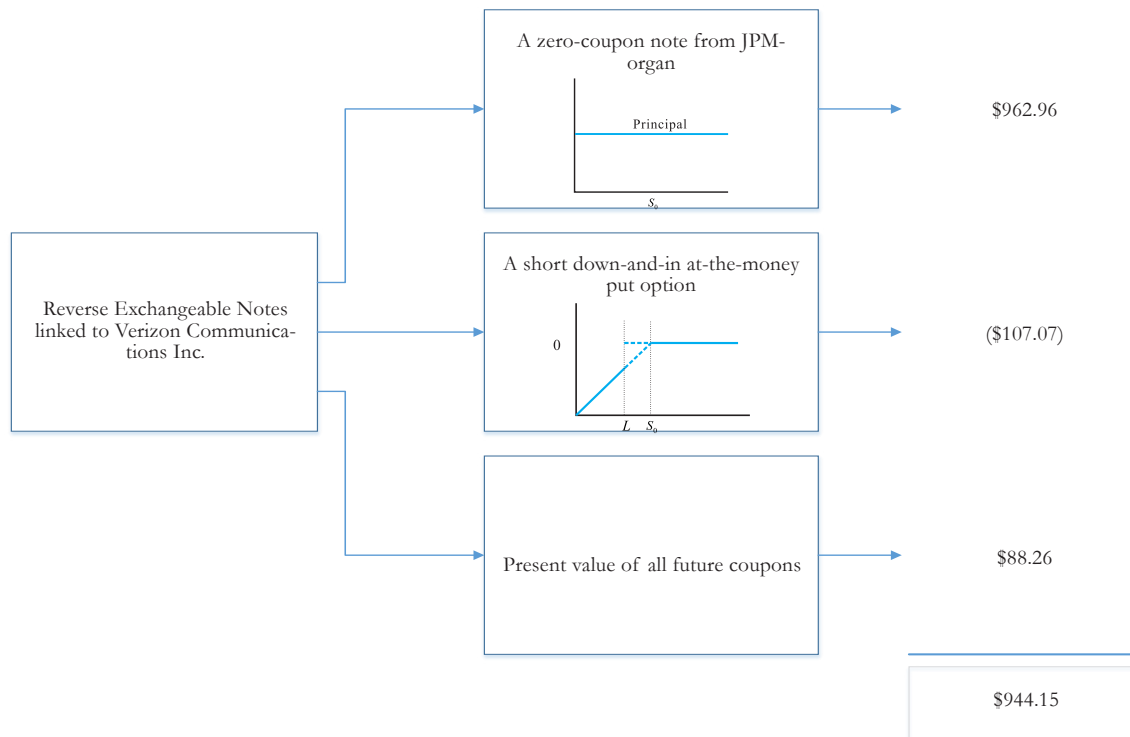 A zero-coupon note from JPM-
organ
Principal
S₀
$962.96
Reverse Exchangeable Notes
linked to Verizon Communica-
tions Inc.
A short down-and-in at-the-money
put option
0
L S₀
($107.07)
Present value of all future coupons
$88.26
$944.15